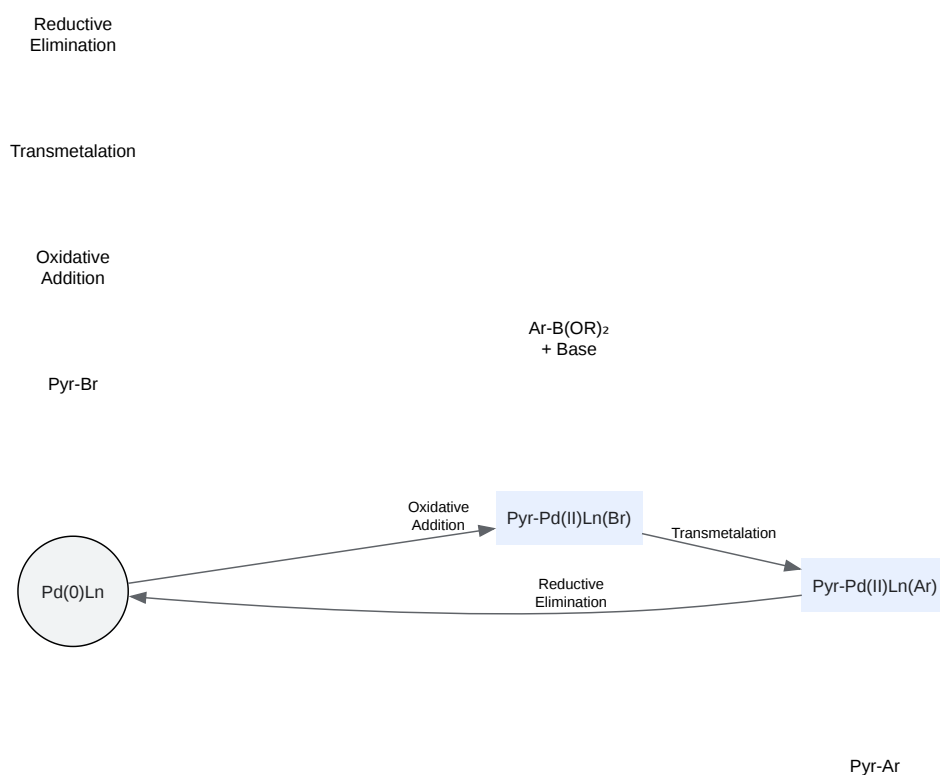 Reductive
Elimination
Transmetalation
Oxidative
Addition
Ar-B(OR)₂
+ Base
Pyr-Br
Oxidative
Addition
Pyr-Pd(II)Ln(Br)
Transmetalation
Pd(0)Ln
Reductive
Elimination
Pyr-Pd(II)Ln(Ar)
Pyr-Ar